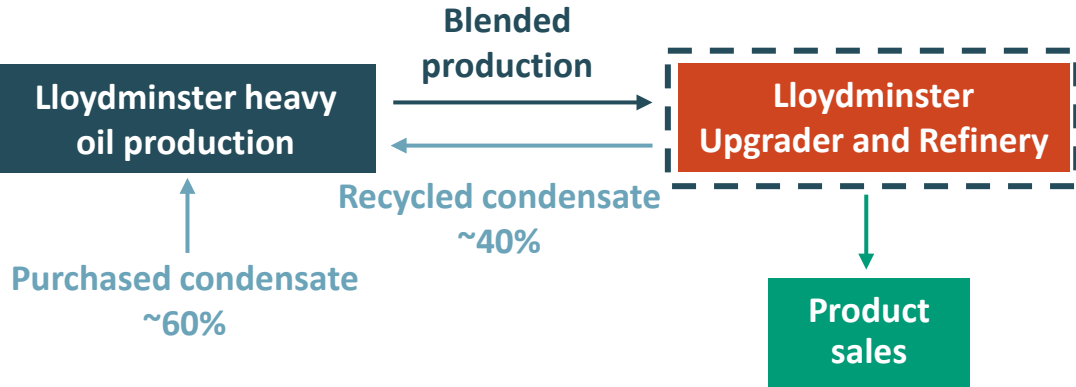 Blended
production
Lloydminster heavy
oil production
Lloydminster
Upgrader and Refinery
Recycled condensate
~40%
Purchased condensate
~60%
Product
sales